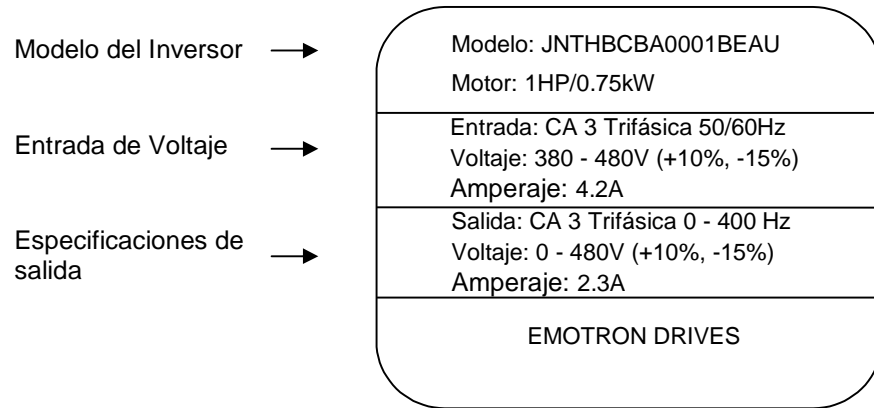 Modelo del Inversor
Modelo: JNTHBCBA0001BEAU
Motor: 1HP/0.75kW
Entrada de Voltaje
Entrada: CA 3 Trifásica 50/60Hz
Voltaje: 380 - 480V (+10%, -15%)
Amperaje: 4.2A
Especificaciones de
salida
Salida: CA 3 Trifásica 0 - 400 Hz
Voltaje: 0 - 480V (+10%, -15%)
Amperaje: 2.3A
EMOTRON DRIVES